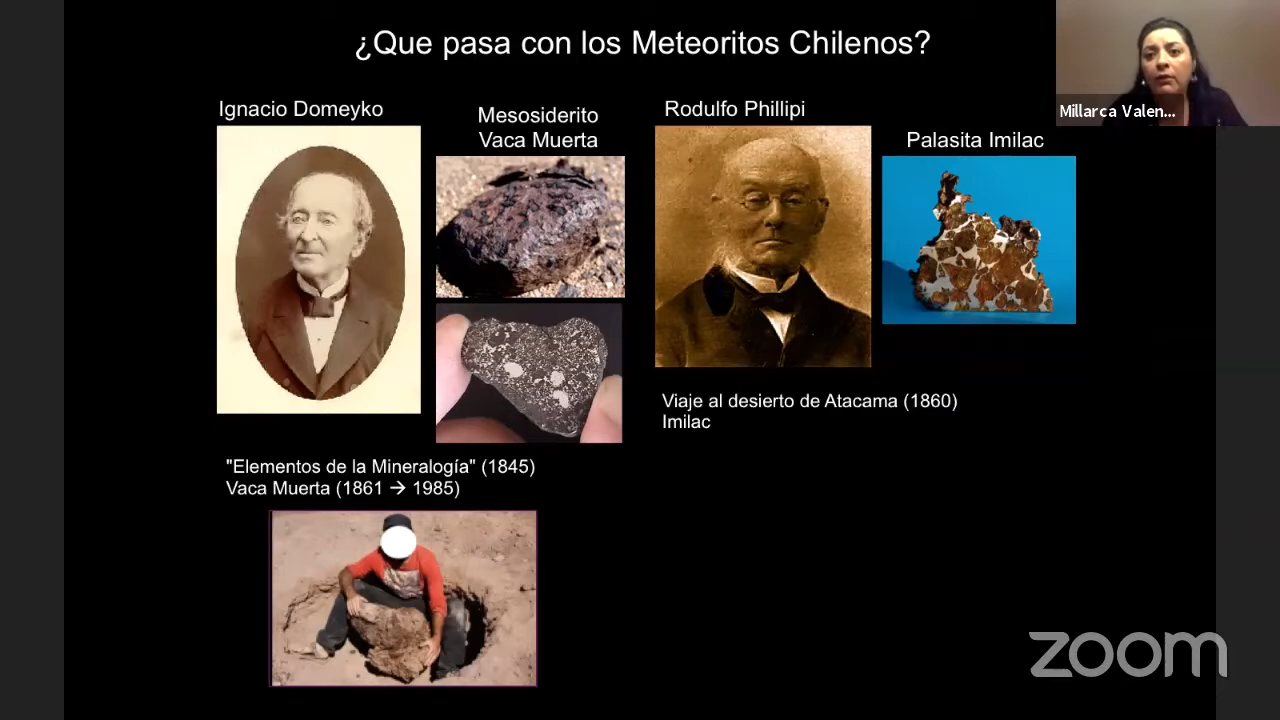 ¿Que pasa con los Meteoritos Chilenos?
Millarca Valen...
Ignacio Domeyko
Mesosiderito
Vaca Muerta
Rodulfo Phillipi
Palasita Imilac
Viaje al desierto de Atacama (1860)
Imilac
"Elementos de la Mineralogía" (1845)
Vaca Muerta (1861 → 1985)
zoom